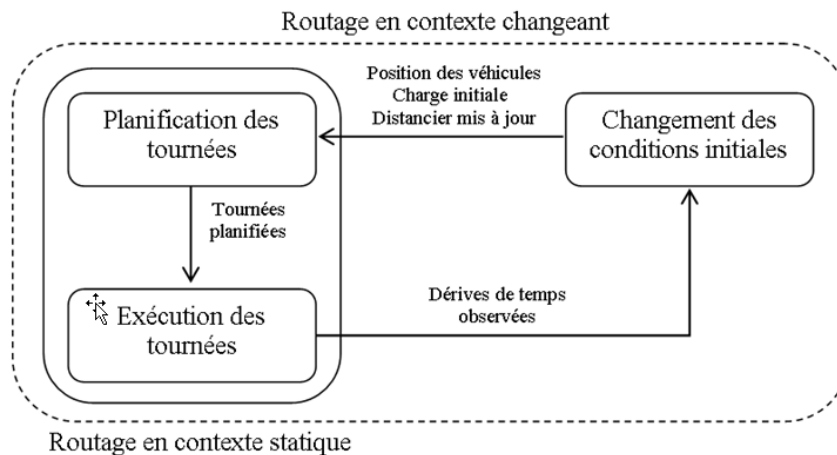 Routage en contexte changeant
Position des véhicules
Charge initiale
Distancier mis à jour
Planification des
tournées
Changement des
conditions initiales
Tournées
planifiées
Exécution des
tournées
Dérives de temps
observées
Routage en contexte statique